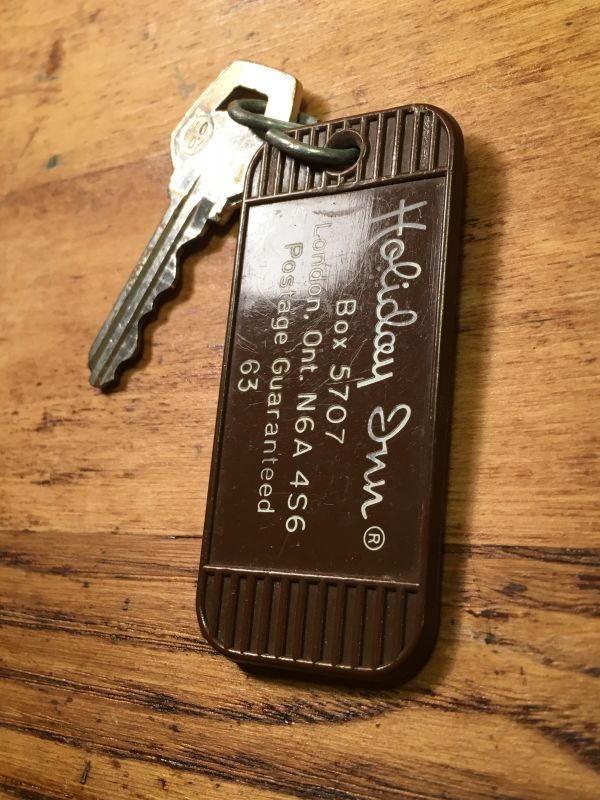 Holiday Inn®
Box 5707
London, Ont. N6A 4S6
Postage Guaranteed
63